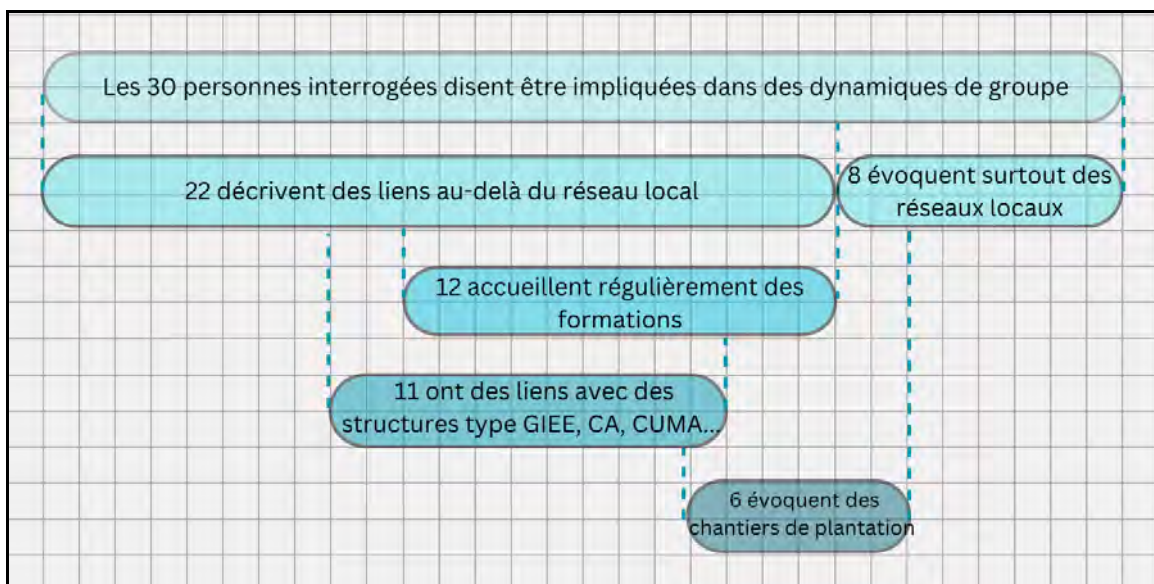 Les 30 personnes interrogées disent être impliquées dans des dynamiques de groupe
22 décrivent des liens au-delà du réseau local
8 évoquent surtout des
réseaux locaux
12 accueillent régulièrement des
formations
11 ont des liens avec des
structures type GIEE, CA, CUMA...
6 évoquent des
chantiers de plantation